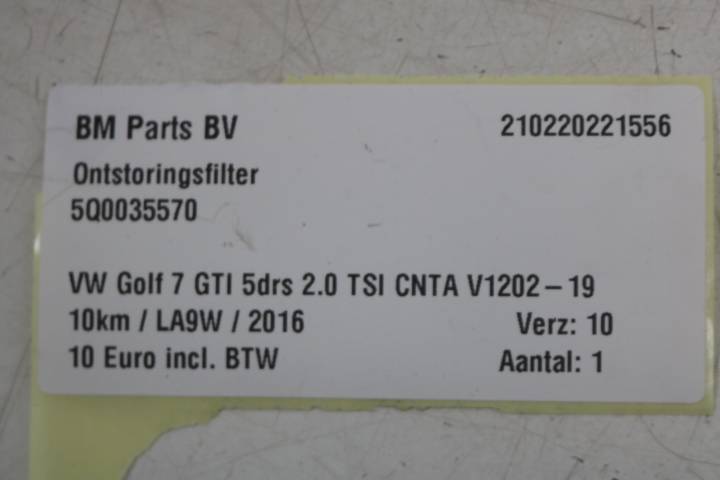 BM Parts BV 210220221556
Ontstoringsfilter
5Q0035570
VW Golf 7 GTI 5drs 2.0 TSI CNTA V1202-19
10km / LA9W / 2016 Verz: 10
10 Euro incl. BTW Aantal: 1